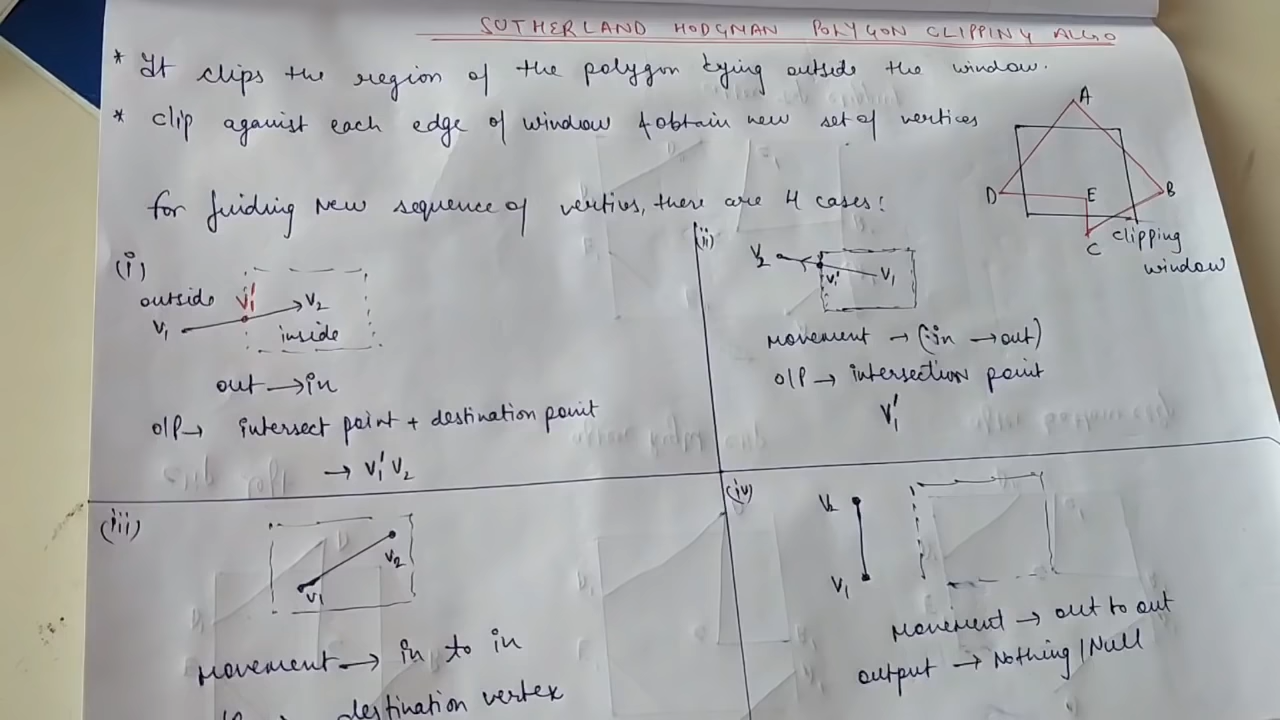 SUTHERLAND HODGMAN POLYGON CLIPPING ALGO
* It clips the region of the polygon lying outside the window.
* clip against each edge of window & obtain new set of vertices
A
D
E
B
C
clipping
window
for finding New sequence of verties, there are 4 cases:
(i)
outside V1' V2
V1
inside
out → in
O/P → intersect point + destination point
→ V1' V2
(ii)
V2
V1' V1
Movement → (in → out)
O/P → intersection point
V1'
(iii)
V2
V1
Movement → in to in
destination vertex
(iv)
V2
V1
Movement → out to out
output → Nothing/Null